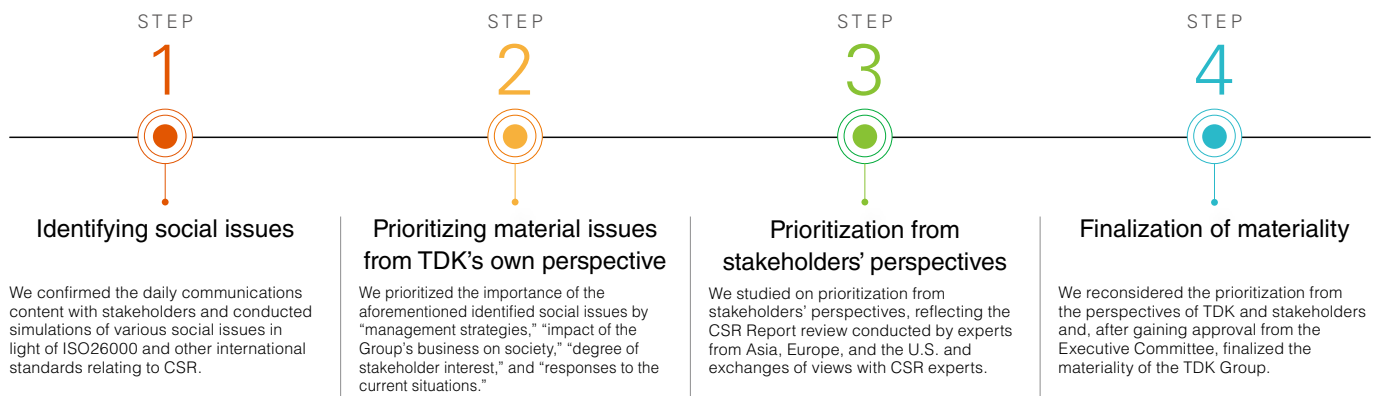 STEP
1
Identifying social issues
We confirmed the daily communications
content with stakeholders and conducted
simulations of various social issues in
light of ISO26000 and other international
standards relating to CSR.
STEP
2
Prioritizing material issues
from TDK's own perspective
We prioritized the importance of the
aforementioned identified social issues by
“management strategies,” “impact of the
Group's business on society,” “degree of
stakeholder interest,” and “responses to the
current situations.”
STEP
3
Prioritization from
stakeholders' perspectives
We studied on prioritization from
stakeholders' perspectives, reflecting the
CSR Report review conducted by experts
from Asia, Europe, and the U.S. and
exchanges of views with CSR experts.
STEP
4
Finalization of materiality
We reconsidered the prioritization from
the perspectives of TDK and stakeholders
and, after gaining approval from the
Executive Committee, finalized the
materiality of the TDK Group.